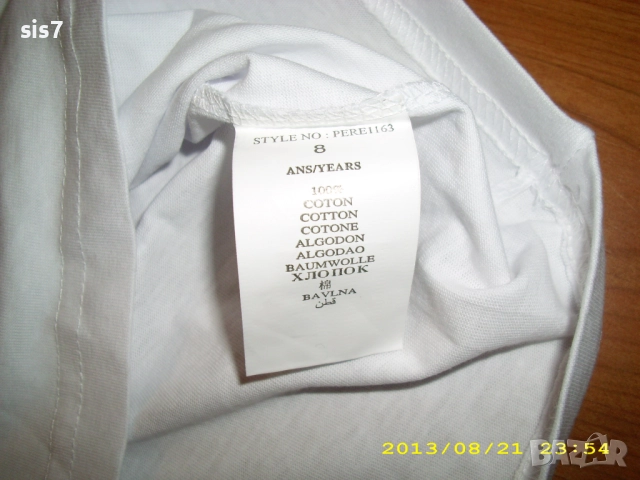 sis7
STYLE NO : PERE1163
8
ANS/YEARS
100%
COTON
COTTON
COTONE
ALGODON
ALGODAO
BAUMWOLLE
ХЛОПОК
棉
BAVLNA
قطن
2013/08/21 23:54
BAZAR